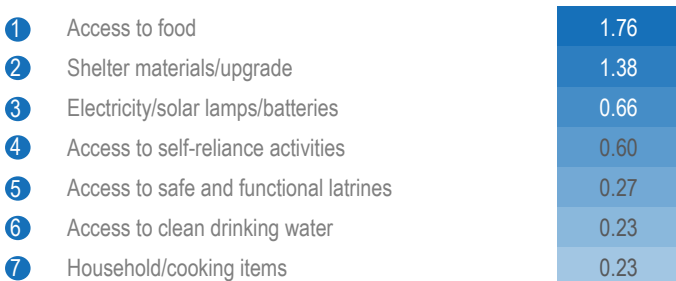 1 Access to food 1.76
2 Shelter materials/upgrade 1.38
3 Electricity/solar lamps/batteries 0.66
4 Access to self-reliance activities 0.60
5 Access to safe and functional latrines 0.27
6 Access to clean drinking water 0.23
7 Household/cooking items 0.23